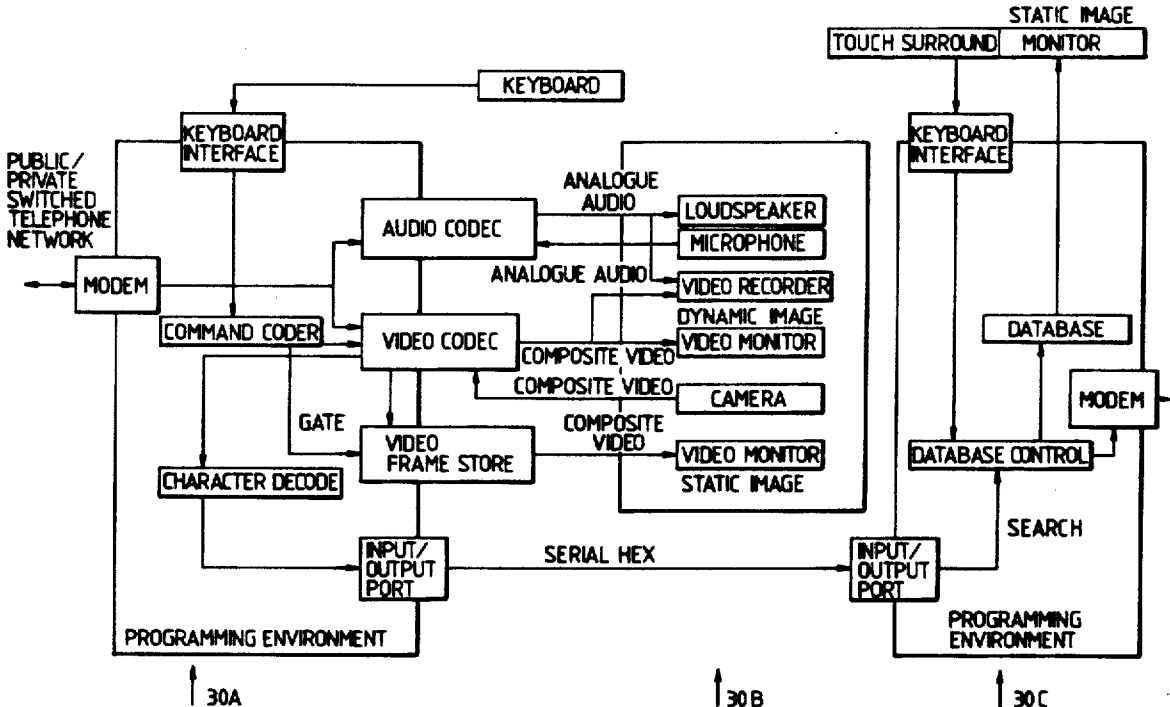 STATIC IMAGE
TOUCH SURROUND
MONITOR
KEYBOARD
KEYBOARD
INTERFACE
KEYBOARD
INTERFACE
PUBLIC/
PRIVATE
SWITCHED
TELEPHONE
NETWORK
ANALOGUE
AUDIO
AUDIO CODEC
LOUDSPEAKER
MICROPHONE
ANALOGUE AUDIO
MODEM
VIDEO RECORDER
DYNAMIC IMAGE
COMMAND CODER
VIDEO CODEC
VIDEO MONITOR
DATABASE
COMPOSITE VIDEO
COMPOSITE VIDEO
CAMERA
MODEM
GATE
COMPOSITE
VIDEO
VIDEO
FRAME STORE
VIDEO MONITOR
DATABASE CONTROL
CHARACTER DECODE
STATIC IMAGE
SEARCH
INPUT/
OUTPUT
PORT
SERIAL HEX
INPUT/
OUTPUT
PORT
PROGRAMMING ENVIRONMENT
PROGRAMMING
ENVIRONMENT
30A
30B
30C